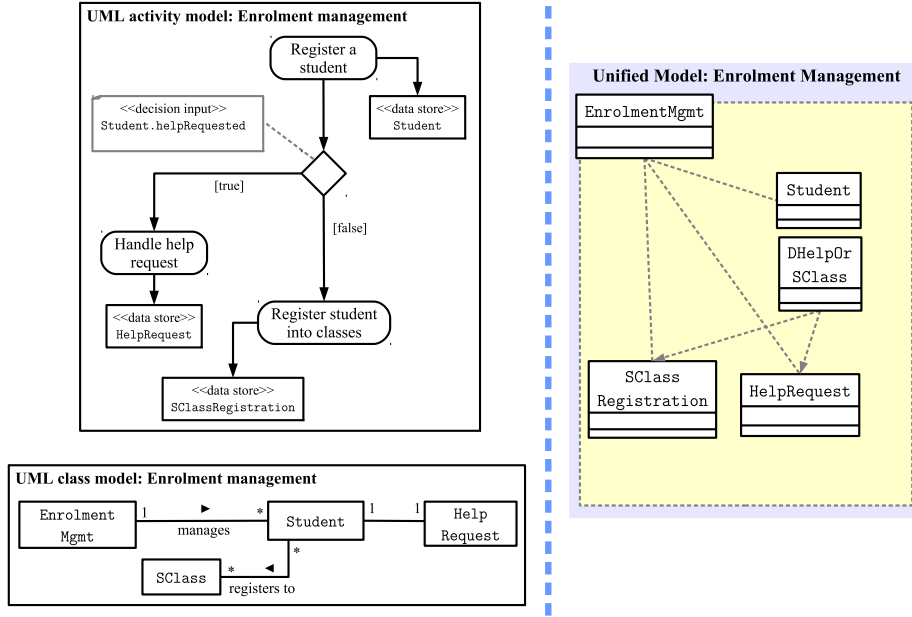 UML activity model: Enrolment management
Register a
student
<<decision input>>
Student.helpRequested
<<data store>>
Student
[true]
[false]
Handle help
request
<<data store>>
HelpRequest
Register student
into classes
<<data store>>
SClassRegistration
UML class model: Enrolment management
Enrolment
Mgmt
1
manages
*
Student
1
1
Help
Request
*
SClass
*
registers to
Unified Model: Enrolment Management
EnrolmentMgmt
Student
DHelpOr
SClass
SClass
Registration
HelpRequest